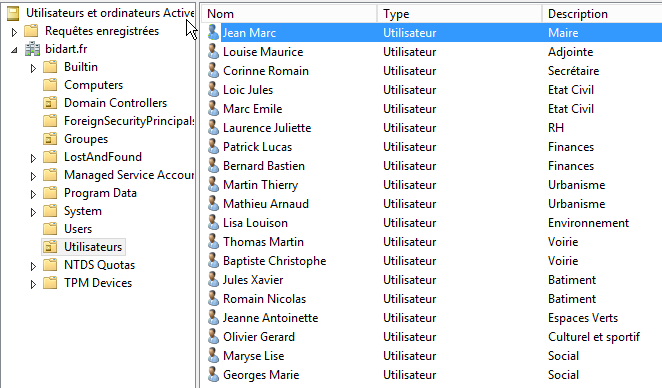 Utilisateurs et ordinateurs Active
Requêtes enregistrées
bidart.fr
Builtin
Computers
Domain Controllers
ForeignSecurityPrincipals
Groupes
LostAndFound
Managed Service Accour
Program Data
System
Users
Utilisateurs
NTDS Quotas
TPM Devices
Nom Type Description
Jean Marc Utilisateur Maire
Louise Maurice Utilisateur Adjointe
Corinne Romain Utilisateur Secrétaire
Loic Jules Utilisateur Etat Civil
Marc Emile Utilisateur Etat Civil
Laurence Juliette Utilisateur RH
Patrick Lucas Utilisateur Finances
Bernard Bastien Utilisateur Finances
Martin Thierry Utilisateur Urbanisme
Mathieu Arnaud Utilisateur Urbanisme
Lisa Louison Utilisateur Environnement
Thomas Martin Utilisateur Voirie
Baptiste Christophe Utilisateur Voirie
Jules Xavier Utilisateur Batiment
Romain Nicolas Utilisateur Batiment
Jeanne Antoinette Utilisateur Espaces Verts
Olivier Gerard Utilisateur Culturel et sportif
Maryse Lise Utilisateur Social
Georges Marie Utilisateur Social